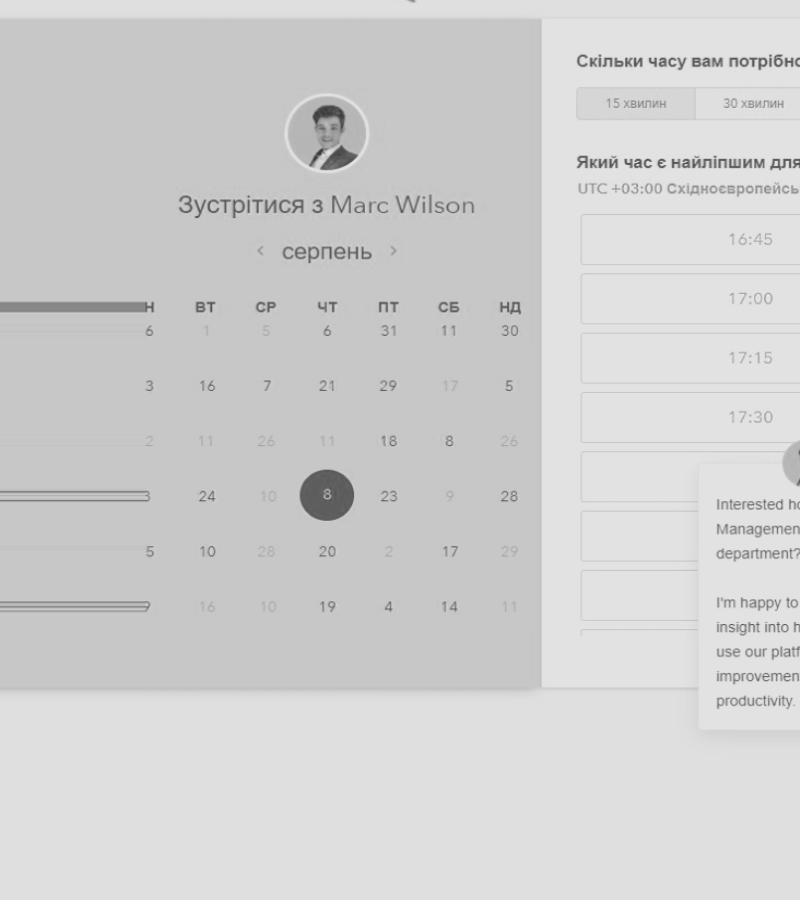 Зустрітися з Marc Wilson
серпень
Н ВТ СР ЧТ ПТ СБ НД
6 1 5 6 31 11 30
3 16 7 21 29 17 5
2 11 26 11 18 8 26
3 24 10 8 23 9 28
5 10 28 20 2 17 29
7 16 10 19 4 14 11
Скільки часу вам потрібно
15 хвилин 30 хвилин
Який час є найліпшим для
UTC +03:00 Східноєвропейсь
16:45
17:00
17:15
17:30
Interested ho
Managemen
department?
I'm happy to
insight into h
use our platf
improvemen
productivity.